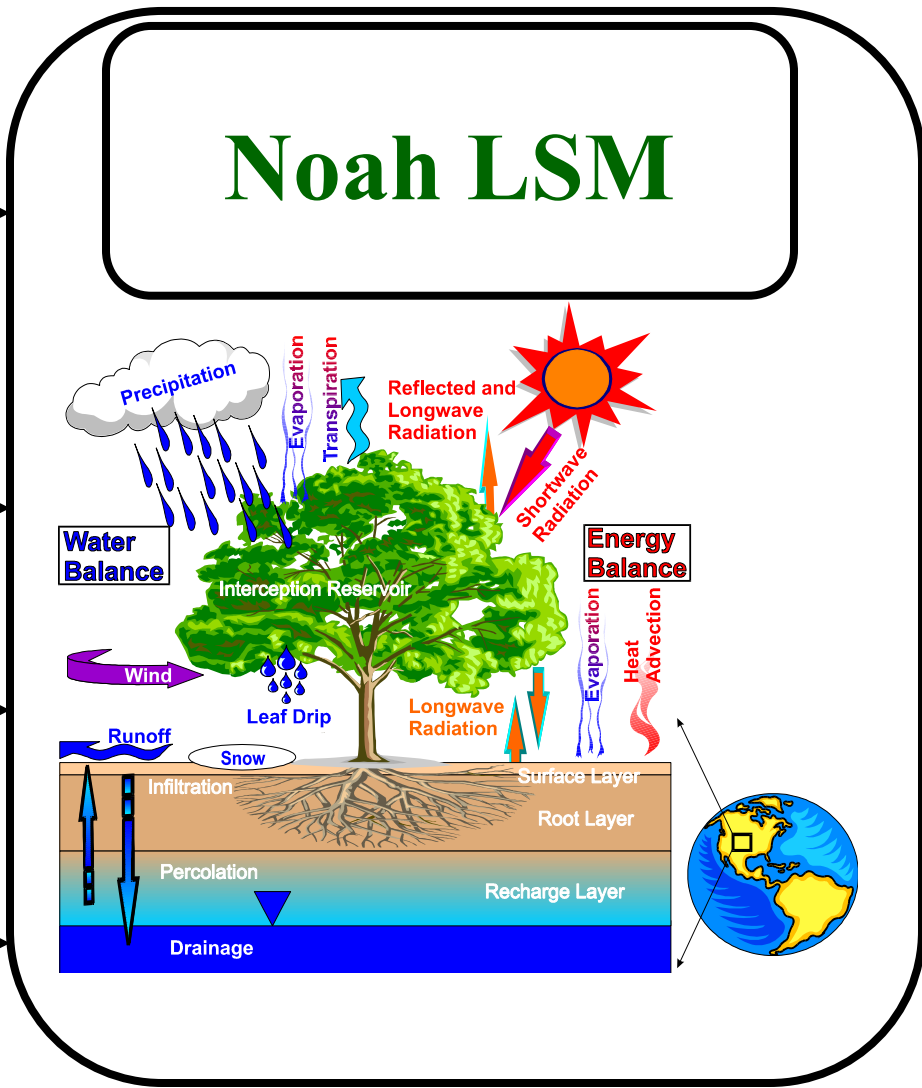 Noah LSM
Precipitation
Evaporation
Transpiration
Reflected and
Longwave
Radiation
Shortwave
Radiation
Water
Balance
Energy
Balance
Interception Reservoir
Wind
Leaf Drip
Longwave
Radiation
Evaporation
Heat
Advection
Runoff
Snow
Surface Layer
Infiltration
Root Layer
Percolation
Recharge Layer
Drainage